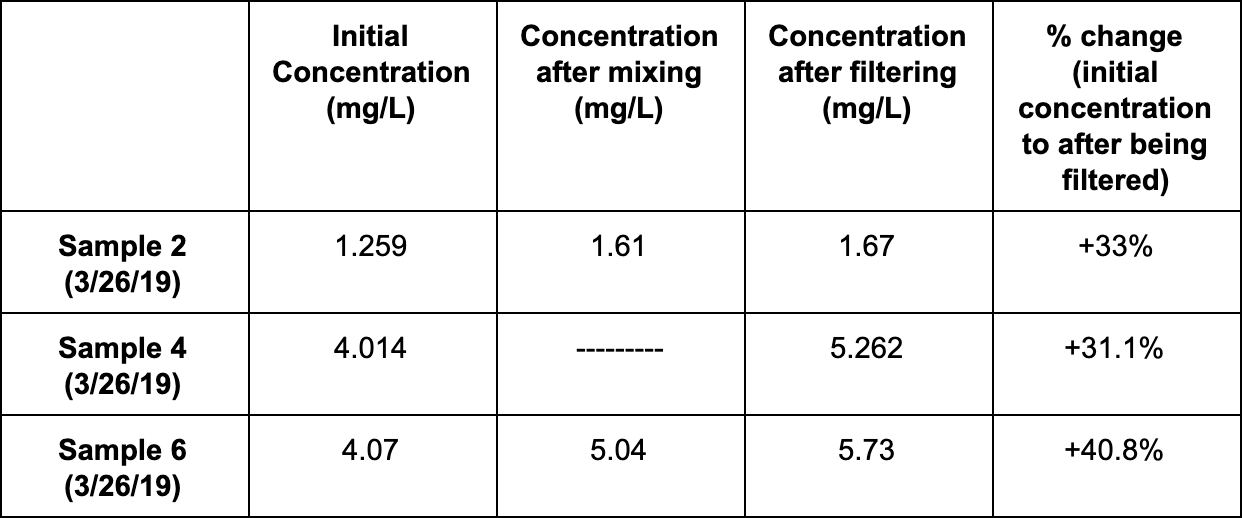 Initial Concentration (mg/L)
Concentration after mixing (mg/L)
Concentration after filtering (mg/L)
% change (initial concentration to after being filtered)
Sample 2 (3/26/19)
1.259
1.61
1.67
+33%
Sample 4 (3/26/19)
4.014
---------
5.262
+31.1%
Sample 6 (3/26/19)
4.07
5.04
5.73
+40.8%